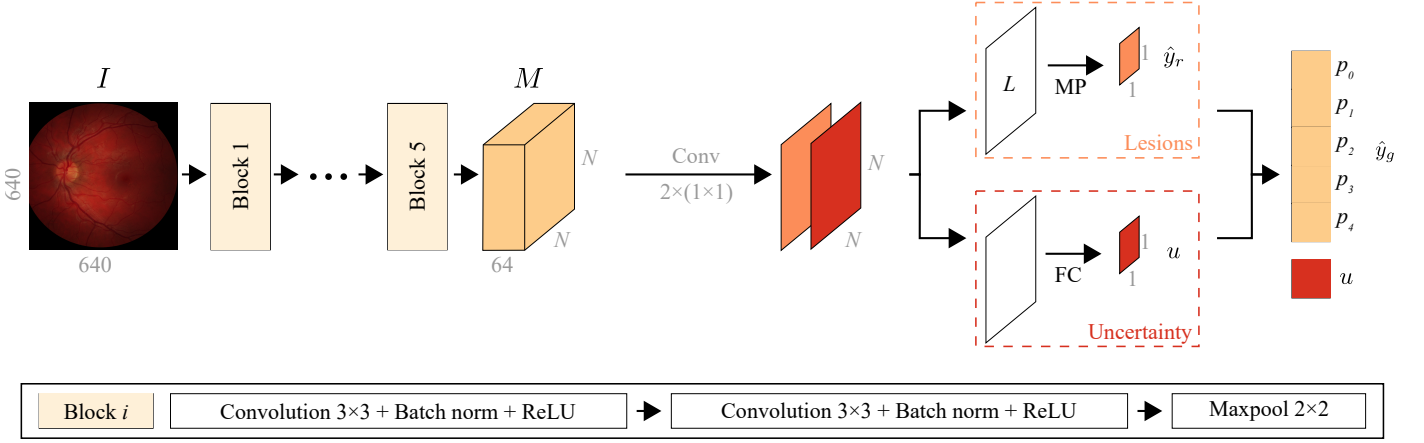 I
640
640
Block 1
Block 5
M
N
N
64
Conv
2×(1×1)
N
N
L
MP
1
1
ŷ_r
Lesions
FC
1
1
u
Uncertainty
p_0
p_1
p_2
p_3
p_4
ŷ_g
u
Block i
Convolution 3×3 + Batch norm + ReLU
Convolution 3×3 + Batch norm + ReLU
Maxpool 2×2